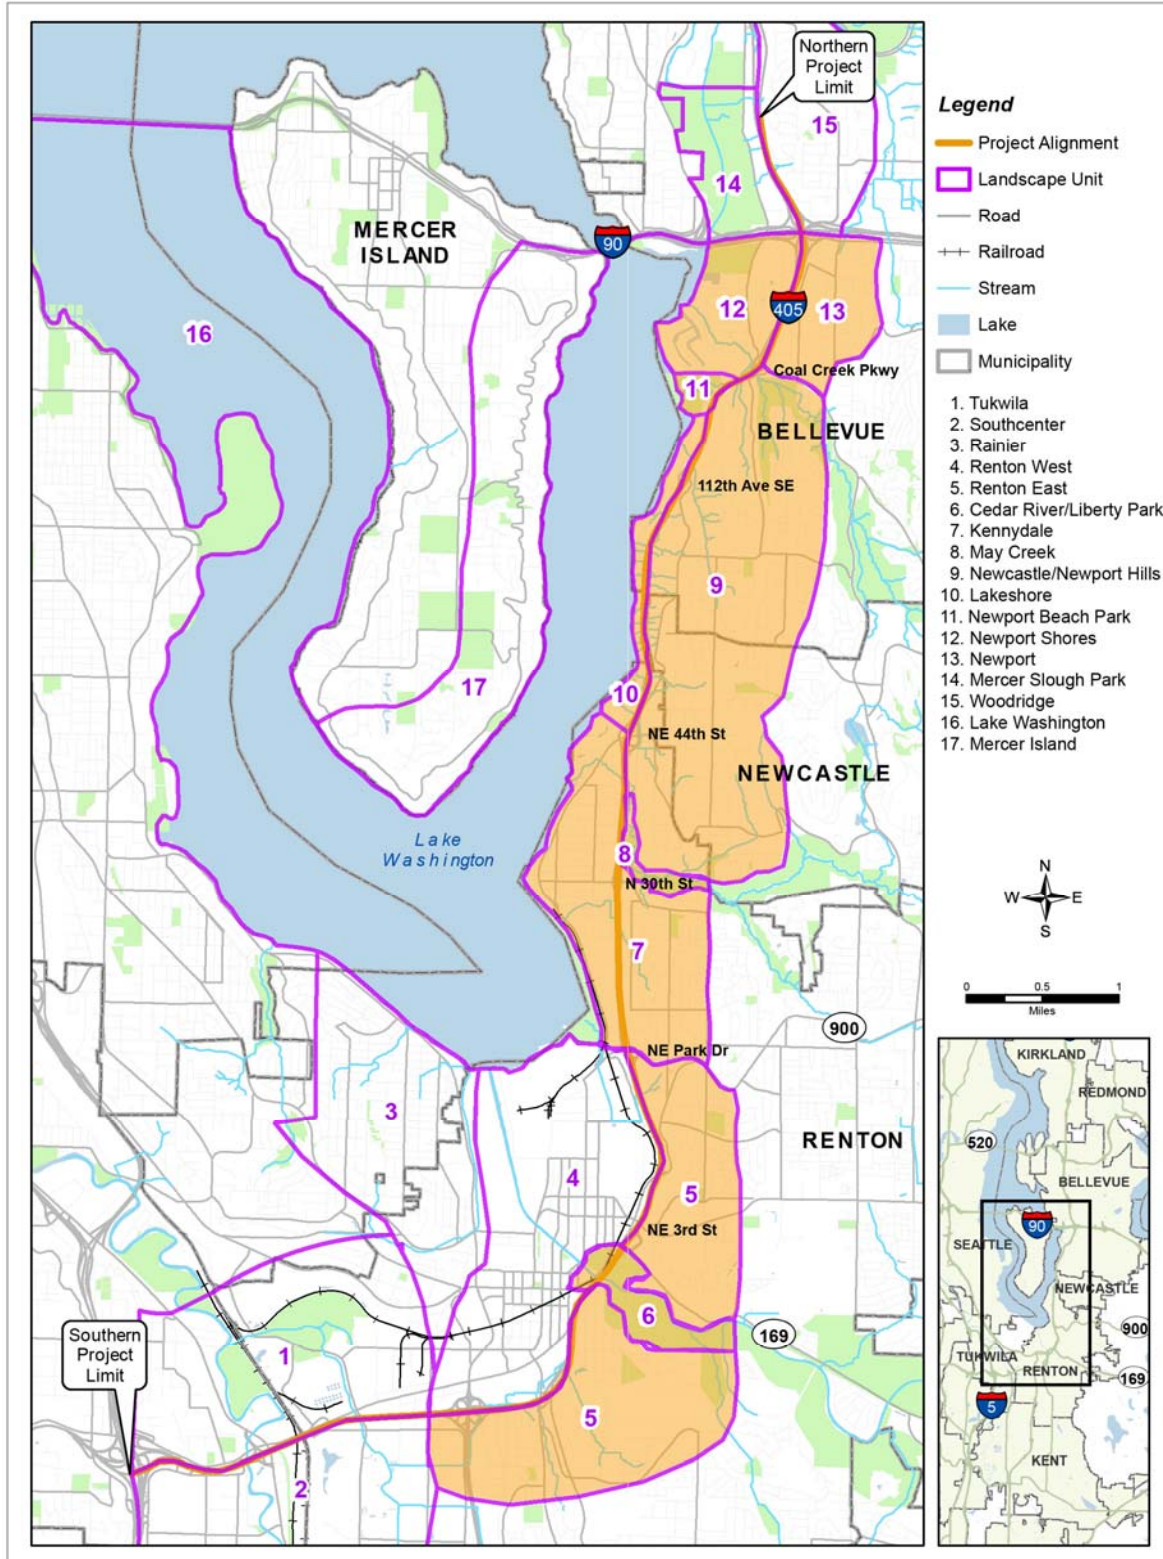 Northern
Project
Limit
15
14
MERCER
ISLAND
90
12
405
13
16
Coal Creek Pkwy
11
BELLEVUE
112th Ave SE
9
17
10
NE 44th St
NEWCASTLE
Lake
Washington
8
N 30th St
7
900
NE Park Dr
3
RENTON
4
5
NE 3rd St
6
169
Southern
Project
Limit
1
5
2
Legend
Project Alignment
Landscape Unit
Road
Railroad
Stream
Lake
Municipality
1. Tukwila
2. Southcenter
3. Rainier
4. Renton West
5. Renton East
6. Cedar River/Liberty Park
7. Kennydale
8. May Creek
9. Newcastle/Newport Hills
10. Lakeshore
11. Newport Beach Park
12. Newport Shores
13. Newport
14. Mercer Slough Park
15. Woodridge
16. Lake Washington
17. Mercer Island
N
W E
S
0 0.5 1
Miles
KIRKLAND
REDMOND
520
BELLEVUE
90
SEATTLE
NEWCASTLE
900
TUKWILA
RENTON
169
5
KENT